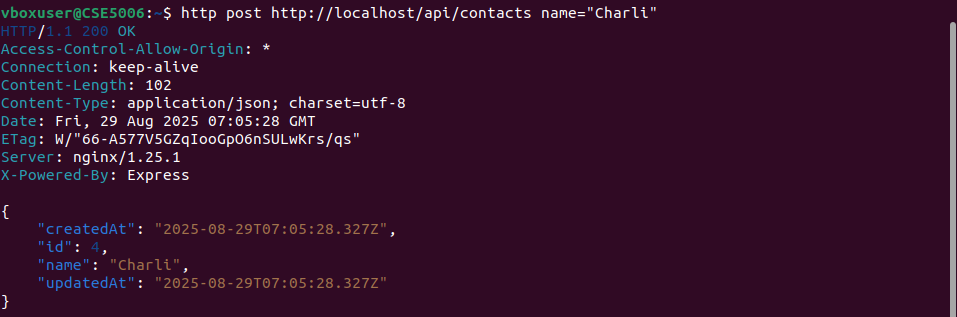 vboxuser@CSE5006:~$ http post http://localhost/api/contacts name="Charli"
HTTP/1.1 200 OK
Access-Control-Allow-Origin: *
Connection: keep-alive
Content-Length: 102
Content-Type: application/json; charset=utf-8
Date: Fri, 29 Aug 2025 07:05:28 GMT
ETag: W/"66-A577V5GZqIooGpO6nSULwKrs/qs"
Server: nginx/1.25.1
X-Powered-By: Express

{
    "createdAt": "2025-08-29T07:05:28.327Z",
    "id": 4,
    "name": "Charli",
    "updatedAt": "2025-08-29T07:05:28.327Z"
}